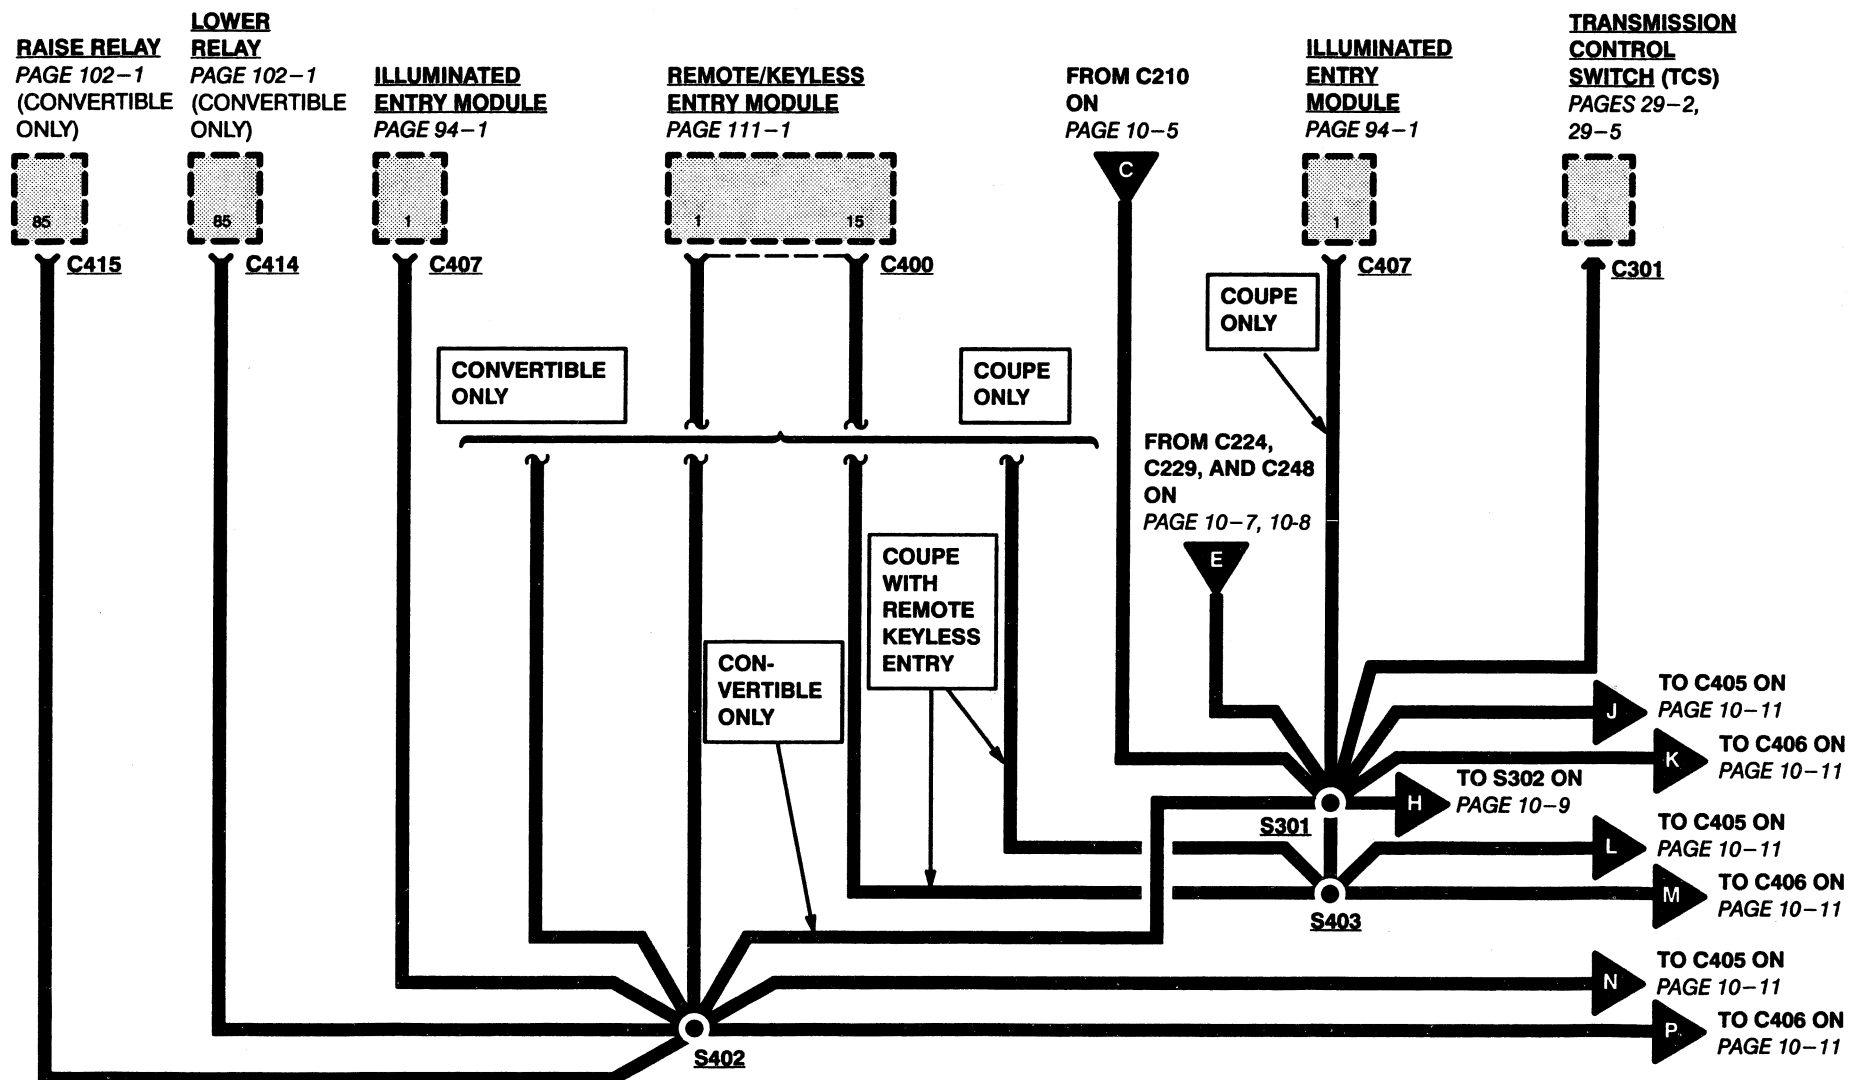 RAISE RELAY
PAGE 102–1
(CONVERTIBLE
ONLY)
LOWER
RELAY
PAGE 102–1
(CONVERTIBLE
ONLY)
ILLUMINATED
ENTRY MODULE
PAGE 94–1
REMOTE/KEYLESS
ENTRY MODULE
PAGE 111–1
FROM C210
ON
PAGE 10–5
ILLUMINATED
ENTRY
MODULE
PAGE 94–1
TRANSMISSION
CONTROL
SWITCH (TCS)
PAGES 29–2,
29–5
85
85
1
1
15
C
1
C415
C414
C407
C400
C407
C301
COUPE
ONLY
CONVERTIBLE
ONLY
COUPE
ONLY
FROM C224,
C229, AND C248
ON
PAGE 10–7, 10-8
E
COUPE
WITH
REMOTE
KEYLESS
ENTRY
CON-
VERTIBLE
ONLY
J
TO C405 ON
PAGE 10–11
K
TO C406 ON
PAGE 10–11
H
TO S302 ON
PAGE 10–9
S301
L
TO C405 ON
PAGE 10–11
M
TO C406 ON
PAGE 10–11
S403
N
TO C405 ON
PAGE 10–11
P
TO C406 ON
PAGE 10–11
S402